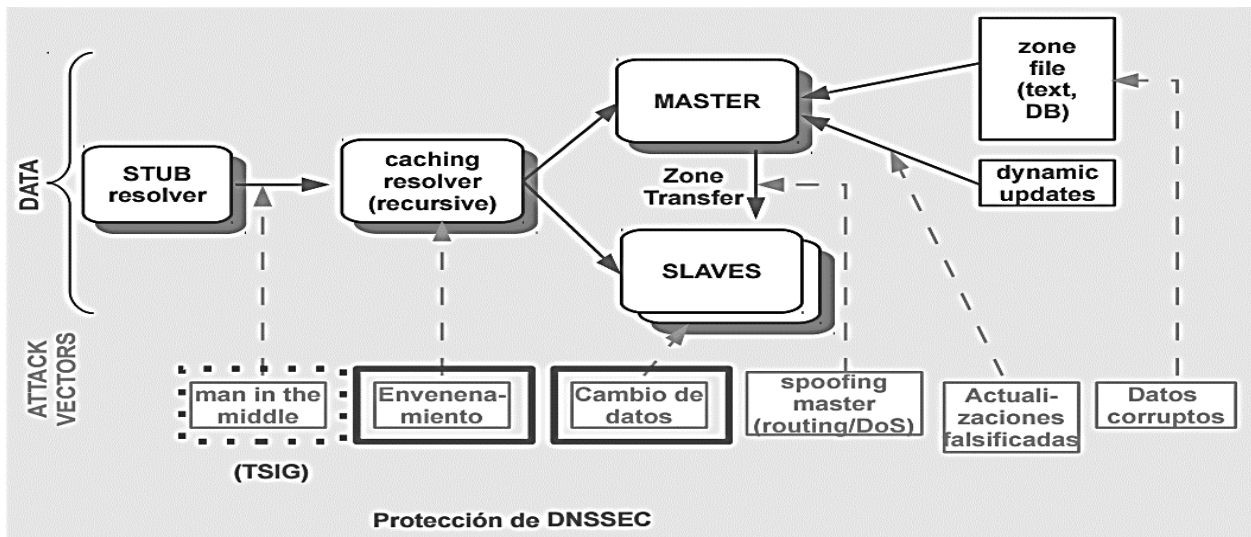 zone
file
(text,
DB)
MASTER
DATA
STUB
resolver
caching
resolver
(recursive)
Zone
Transfer
dynamic
updates
SLAVES
ATTACK
VECTORS
man in the
middle
(TSIG)
Envenena-
miento
Cambio de
datos
spoofing
master
(routing/DoS)
Actuali-
zaciones
falsificadas
Datos
corruptos
Protección de DNSSEC